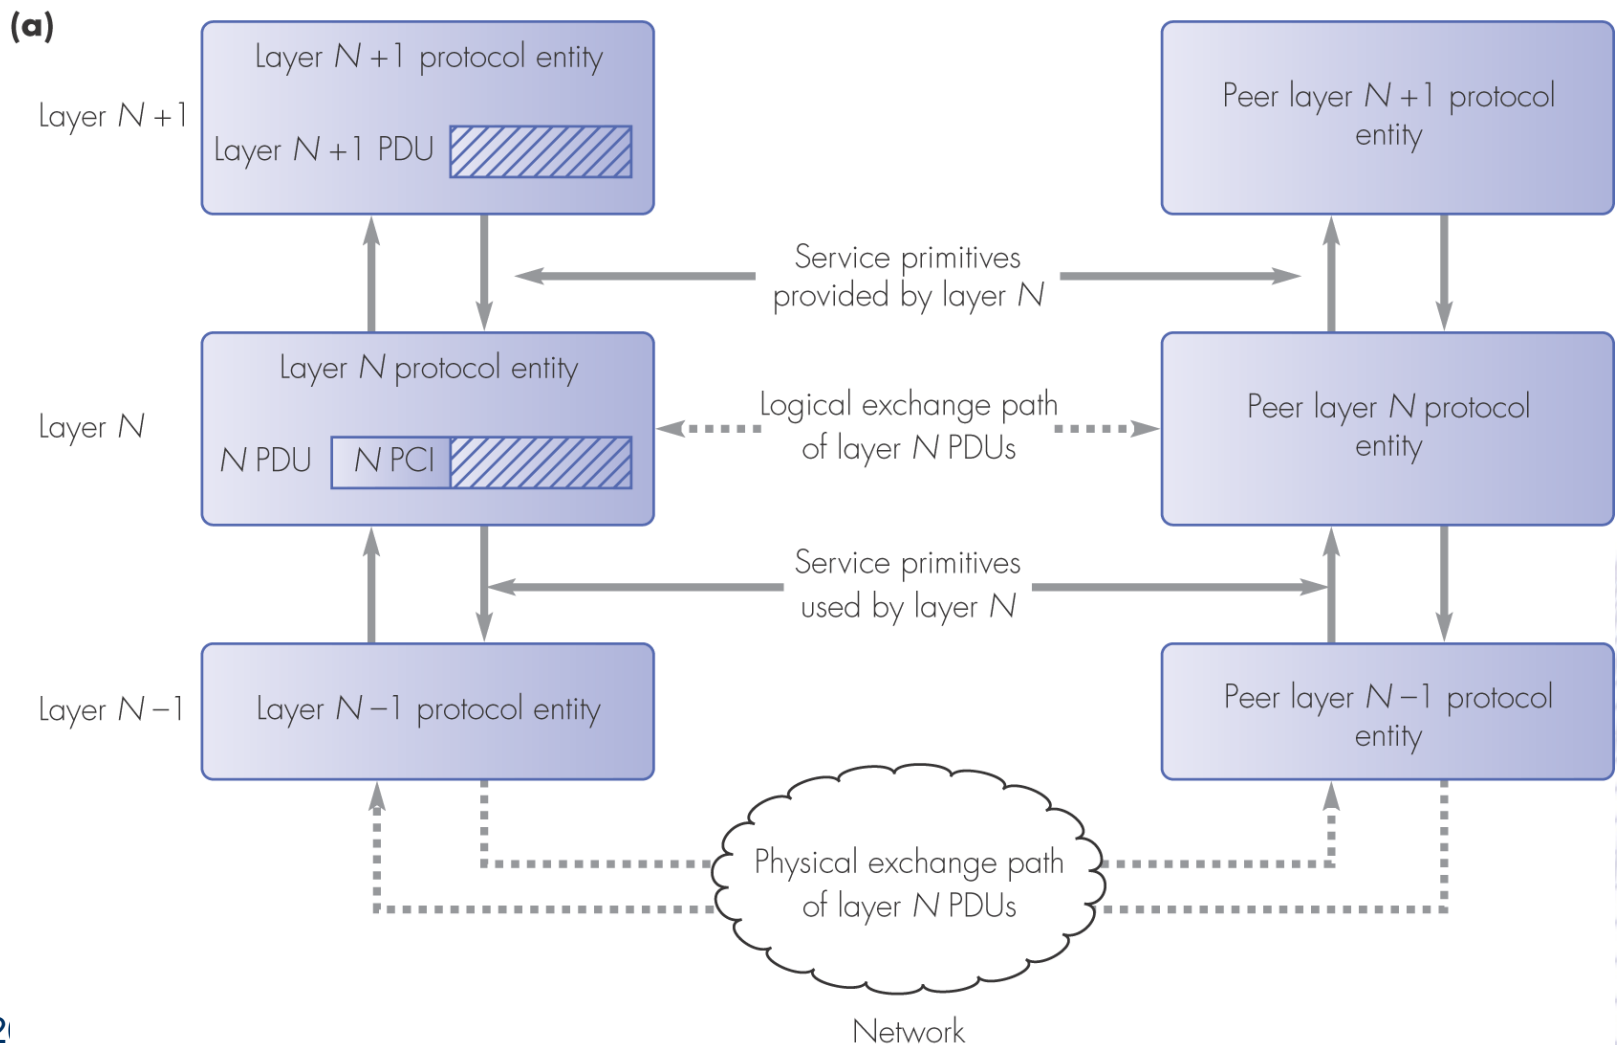 (a)
Layer N+1 protocol entity
Layer N+1
Layer N+1 PDU
Peer layer N+1 protocol
entity
Service primitives
provided by layer N
Layer N protocol entity
Layer N
N PDU
N PCI
Logical exchange path
of layer N PDUs
Peer layer N protocol
entity
Service primitives
used by layer N
Layer N−1
Layer N−1 protocol entity
Peer layer N−1 protocol
entity
Physical exchange path
of layer N PDUs
Network